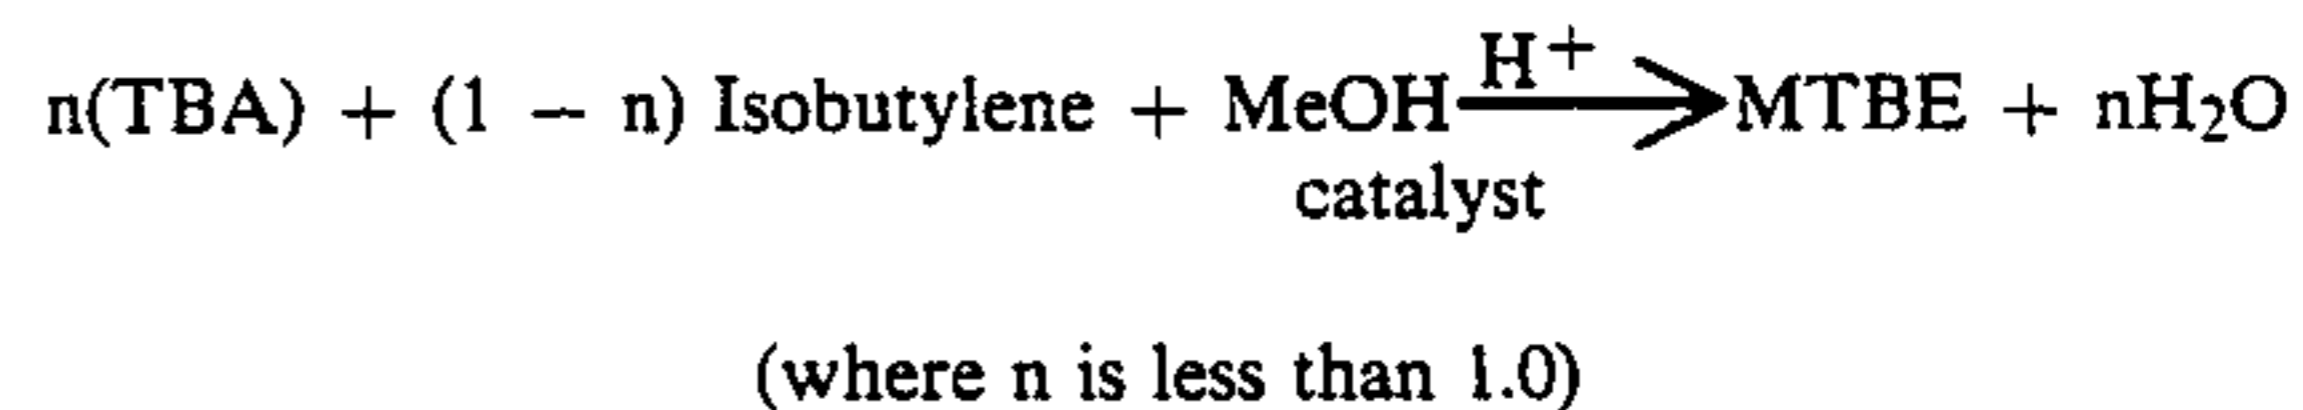 n(TBA) + (1 − n) Isobutylene + MeOH H⁺ → MTBE + nH₂O
catalyst
(where n is less than 1.0)